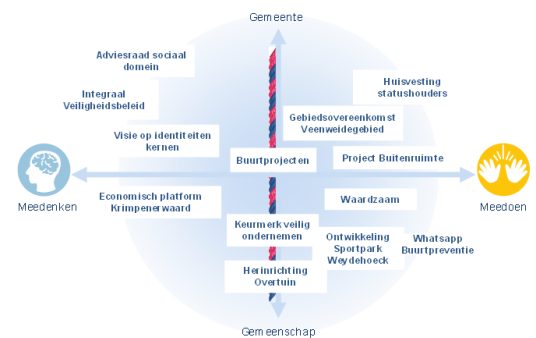 Gemeente
Adviesraad sociaal
domein
Huisvesting
statushouders
Integraal
Veiligheidsbeleid
Gebiedsovereenkomst
Veenweidegebied
Visie op identiteiten
kernen
Buurtprojecten
Project Buitenruimte
Meedenken
Meedoen
Economisch platform
Krimpenerwaard
Waardzaam
Keurmerk veilig
ondernemen
Ontwikkeling
Sportpark
Weydehoeck
Whatsapp
Buurtpreventie
Herinrichting
Overtuin
Gemeenschap